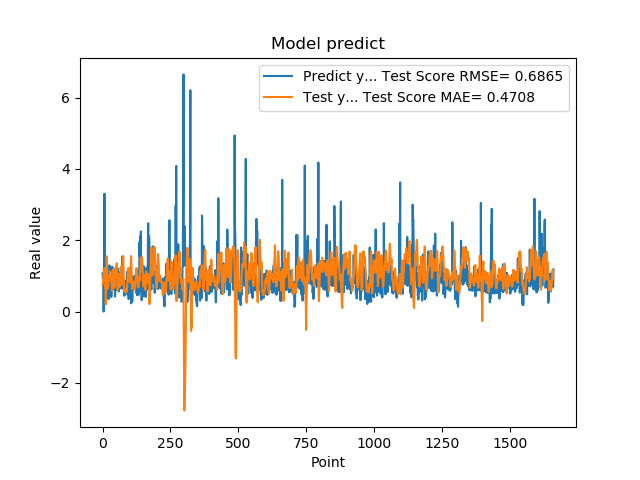 Model predict
Predict y... Test Score RMSE= 0.6865
Test y... Test Score MAE= 0.4708
Real value
6
4
2
0
−2
0 250 500 750 1000 1250 1500
Point